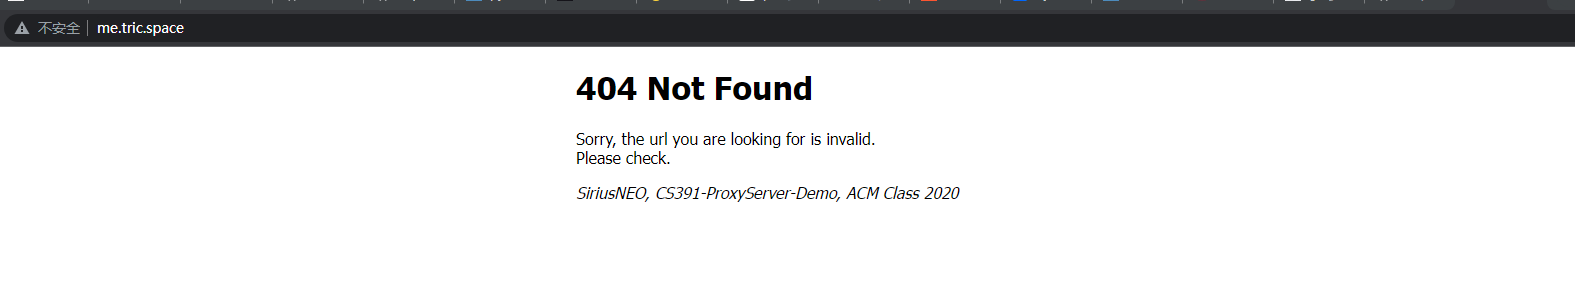 不安全 me.tric.space
404 Not Found
Sorry, the url you are looking for is invalid.
Please check.
SiriusNEO, CS391-ProxyServer-Demo, ACM Class 2020